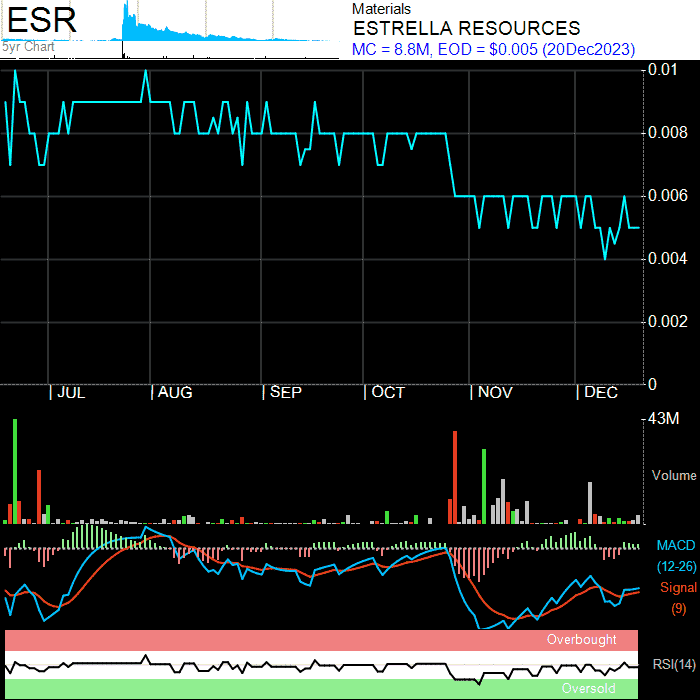 ESR
5yr Chart
Materials
ESTRELLA RESOURCES
MC = 8.8M, EOD = $0.005 (20Dec2023)
0.01
0.008
0.006
0.004
0.002
0
JUL AUG SEP OCT NOV DEC
43M
Volume
MACD
(12-26)
Signal
(9)
Overbought
RSI(14)
Oversold